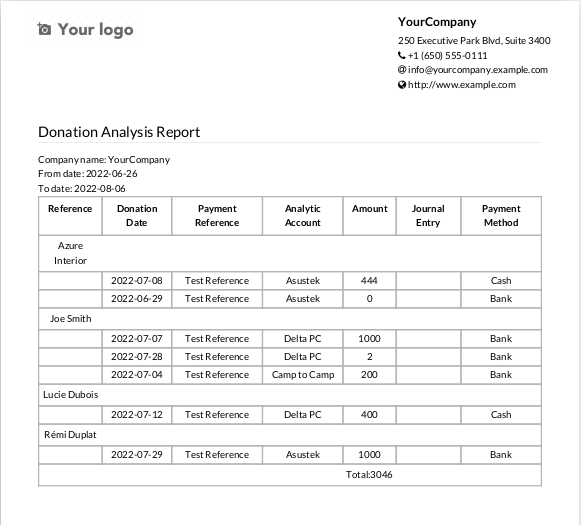 Your logo
YourCompany
250 Executive Park Blvd, Suite 3400
+1 (650) 555-0111
info@yourcompany.example.com
http://www.example.com
Donation Analysis Report
Company name: YourCompany
From date: 2022-06-26
To date: 2022-08-06
Reference Donation Date Payment Reference Analytic Account Amount Journal Entry Payment Method
Azure Interior
2022-07-08 Test Reference Asustek 444 Cash
2022-06-29 Test Reference Asustek 0 Bank
Joe Smith
2022-07-07 Test Reference Delta PC 1000 Bank
2022-07-28 Test Reference Delta PC 2 Bank
2022-07-04 Test Reference Camp to Camp 200 Bank
Lucie Dubois
2022-07-12 Test Reference Delta PC 400 Cash
Rémi Duplat
2022-07-29 Test Reference Asustek 1000 Bank
Total:3046